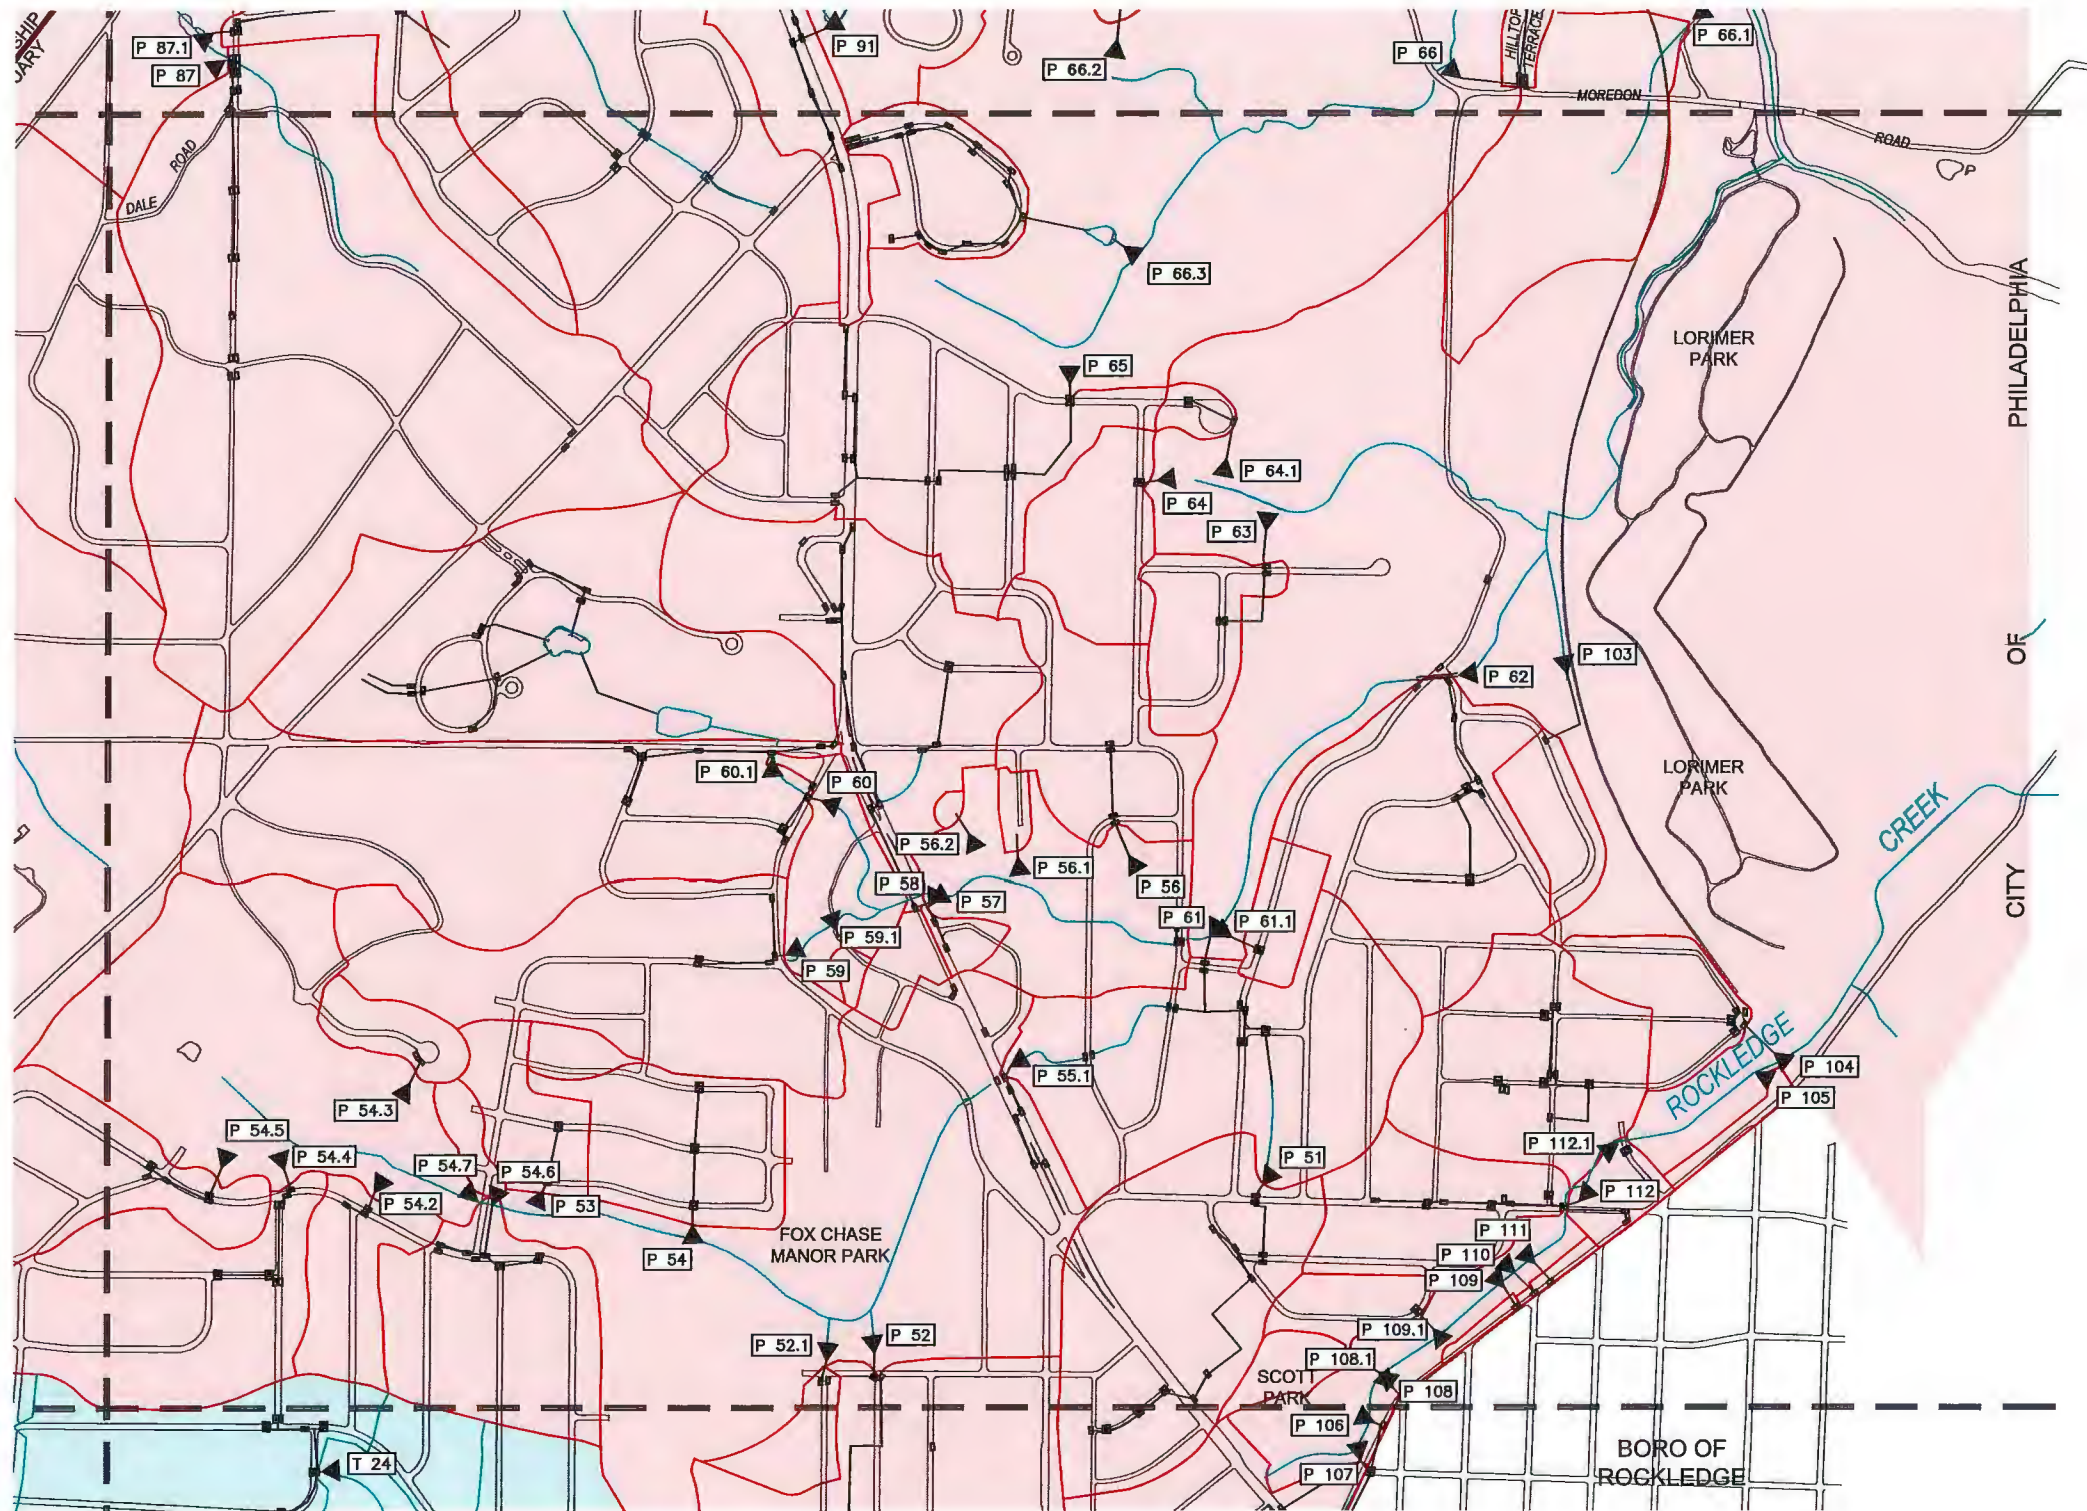 SHIP
DARY
P 87.1
P 87
P 91
P 66.2
P 66
HILLTOP
TERRACE
P 66.1
MOREDON
ROAD
P
DALE
ROAD
P 66.3
PHILADELPHIA
OF
CITY
LORIMER
PARK
P 65
P 64.1
P 64
P 63
P 103
P 62
LORIMER
PARK
CREEK
P 60.1
P 60
P 56.2
P 56.1
P 56
P 58
P 57
P 61
P 61.1
P 59.1
P 59
ROCKLEDGE
P 104
P 105
P 55.1
P 54.3
P 54.5
P 54.4
P 54.7
P 54.6
P 54.2
P 53
P 54
P 51
P 112.1
P 112
P 111
P 110
P 109
FOX CHASE
MANOR PARK
P 52.1
P 52
P 109.1
P 108.1
SCOTT
PARK
P 108
P 106
P 107
BORO OF
ROCKLEDGE
T 24